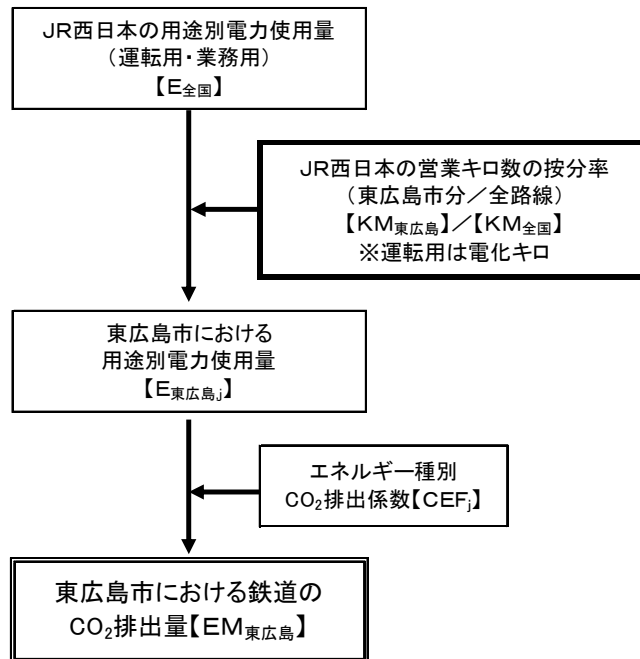 JR西日本の用途別電力使用量
（運転用・業務用）
【E全国】
JR西日本の営業キロ数の按分率
（東広島市分／全路線）
【KM東広島】／【KM全国】
※運転用は電化キロ
東広島市における
用途別電力使用量
【E東広島,j】
エネルギー種別
CO₂排出係数【CEFj】
東広島市における鉄道の
CO₂排出量【EM東広島】